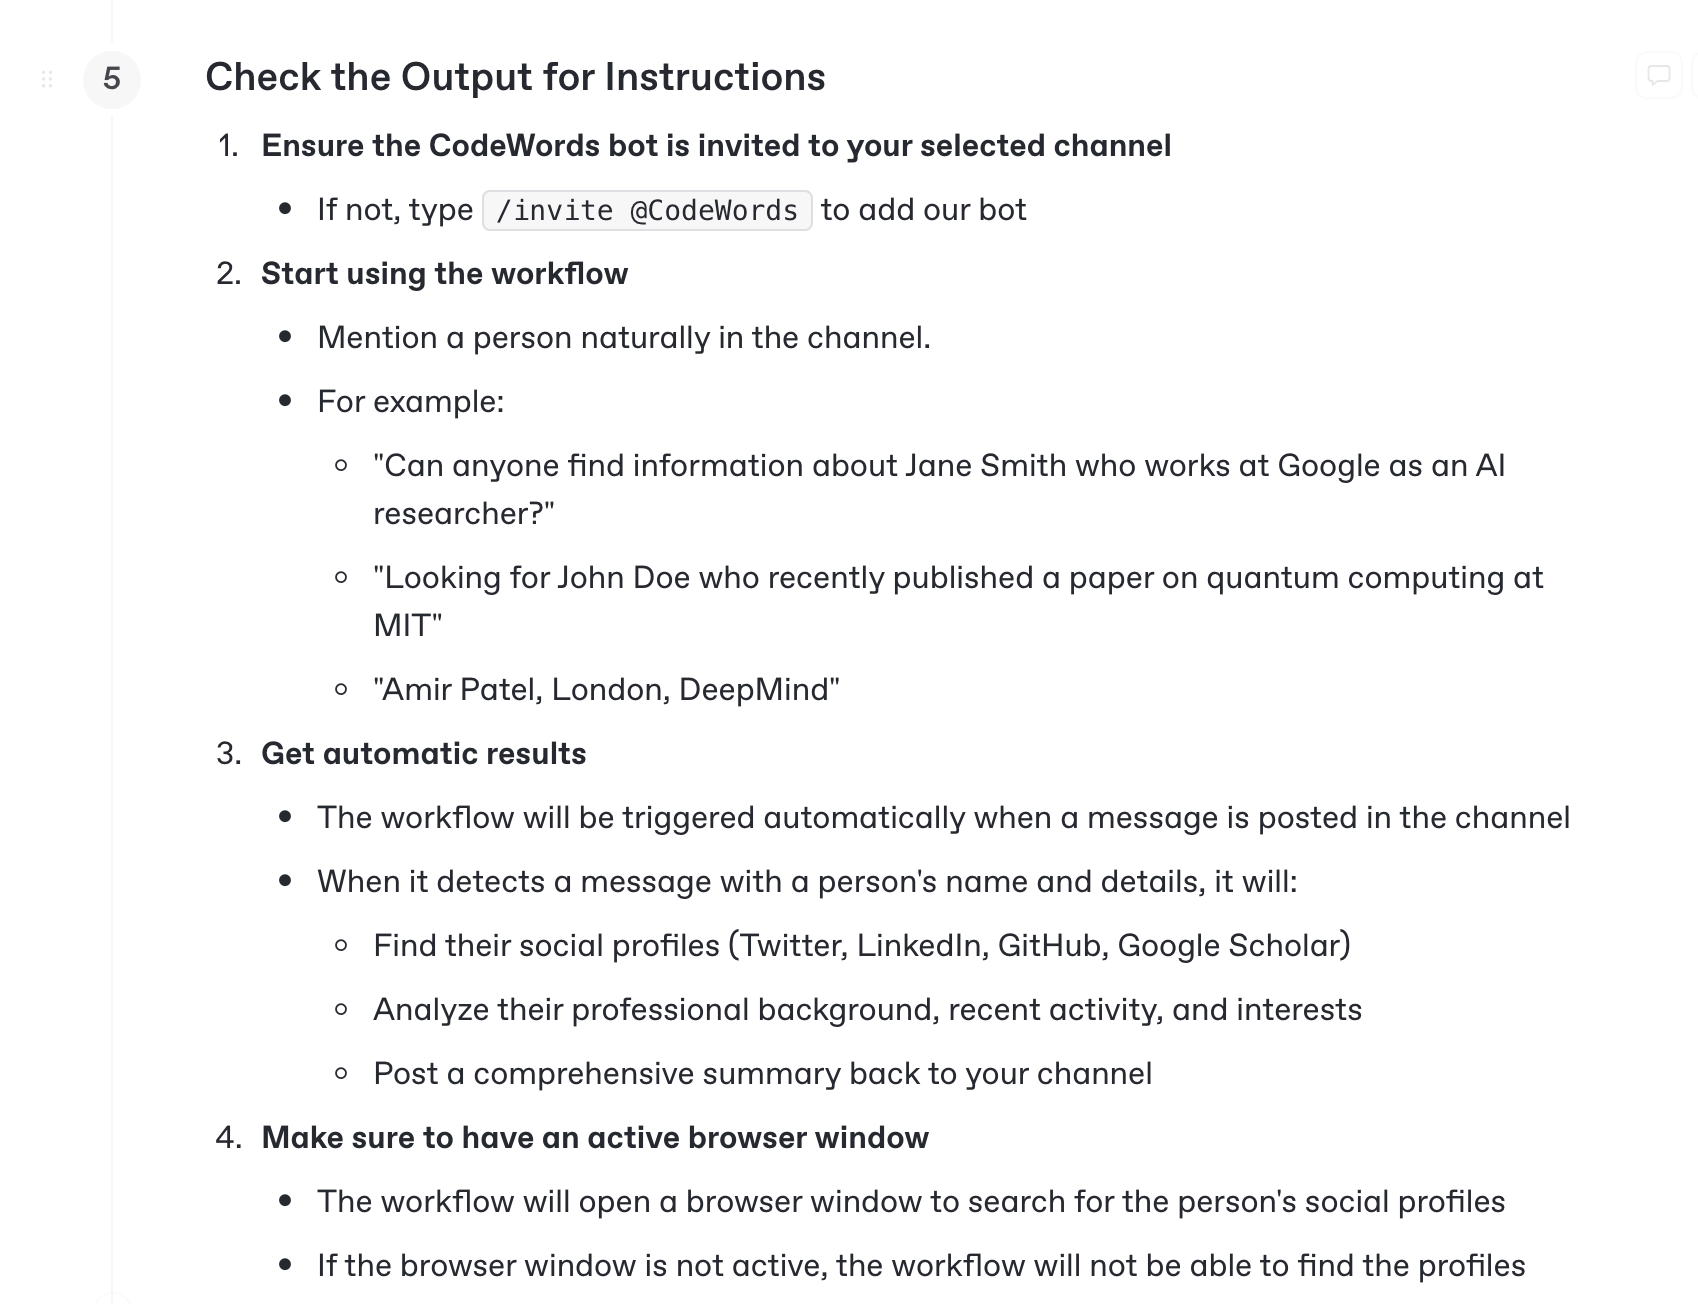 5
Check the Output for Instructions
1. Ensure the CodeWords bot is invited to your selected channel
• If not, type /invite @CodeWords to add our bot
2. Start using the workflow
• Mention a person naturally in the channel.
• For example:
○ "Can anyone find information about Jane Smith who works at Google as an AI
researcher?"
○ "Looking for John Doe who recently published a paper on quantum computing at
MIT"
○ "Amir Patel, London, DeepMind"
3. Get automatic results
• The workflow will be triggered automatically when a message is posted in the channel
• When it detects a message with a person's name and details, it will:
○ Find their social profiles (Twitter, LinkedIn, GitHub, Google Scholar)
○ Analyze their professional background, recent activity, and interests
○ Post a comprehensive summary back to your channel
4. Make sure to have an active browser window
• The workflow will open a browser window to search for the person's social profiles
• If the browser window is not active, the workflow will not be able to find the profiles